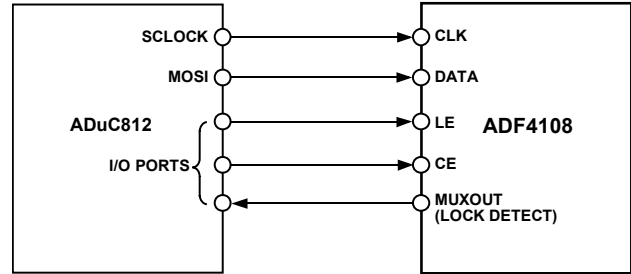 SCLOCK
MOSI
ADuC812
I/O PORTS
CLK
DATA
LE
ADF4108
CE
MUXOUT
(LOCK DETECT)